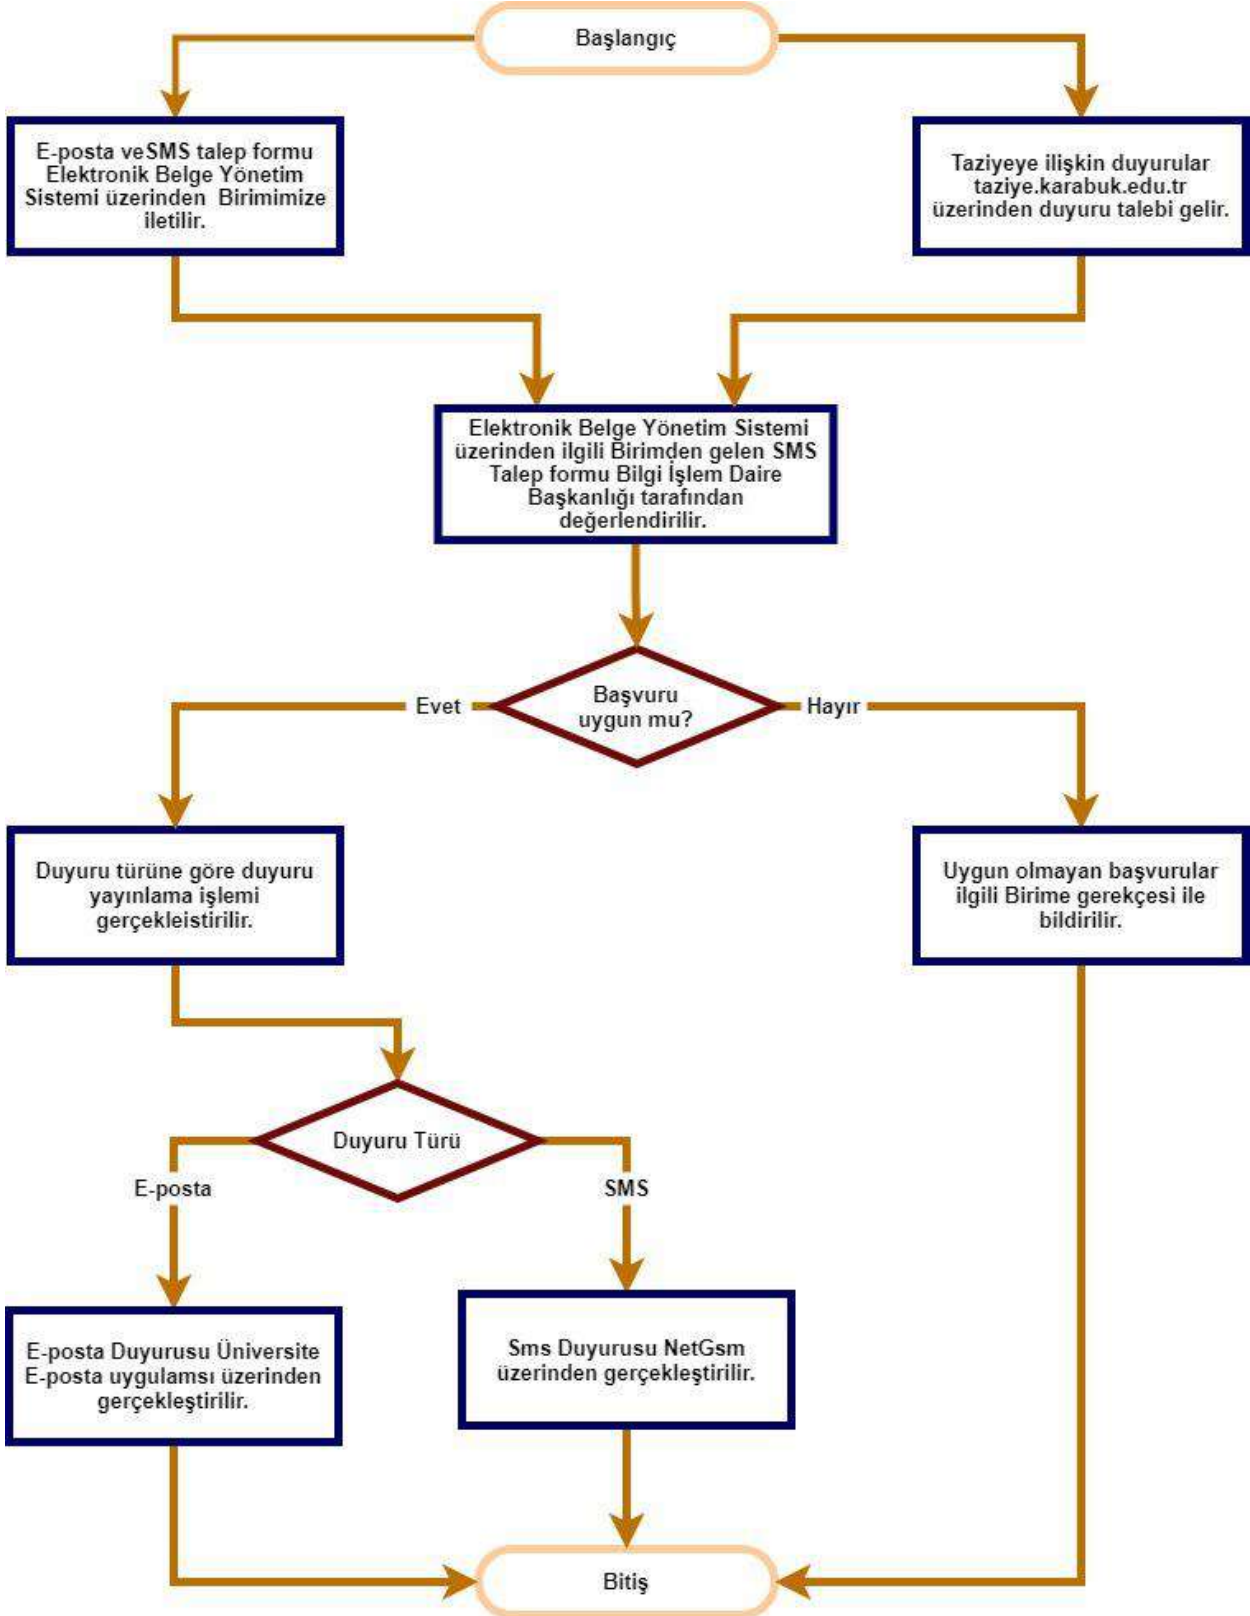 Başlangıç
E-posta veSMS talep formu
Elektronik Belge Yönetim
Sistemi üzerinden  Birimimize
iletilir.
Taziyeye ilişkin duyurular
taziye.karabuk.edu.tr
üzerinden duyuru talebi gelir.
Elektronik Belge Yönetim Sistemi
üzerinden ilgili Birimden gelen SMS
Talep formu Bilgi İşlem Daire
Başkanlığı tarafından
değerlendirilir.
Başvuru
uygun mu?
Evet
Hayır
Duyuru türüne göre duyuru
yayınlama işlemi
gerçekleistirilir.
Uygun olmayan başvurular
ilgili Birime gerekçesi ile
bildirilir.
Duyuru Türü
E-posta
SMS
E-posta Duyurusu Üniversite
E-posta uygulamsı üzerinden
gerçekleştirilir.
Sms Duyurusu NetGsm
üzerinden gerçekleştirilir.
Bitiş